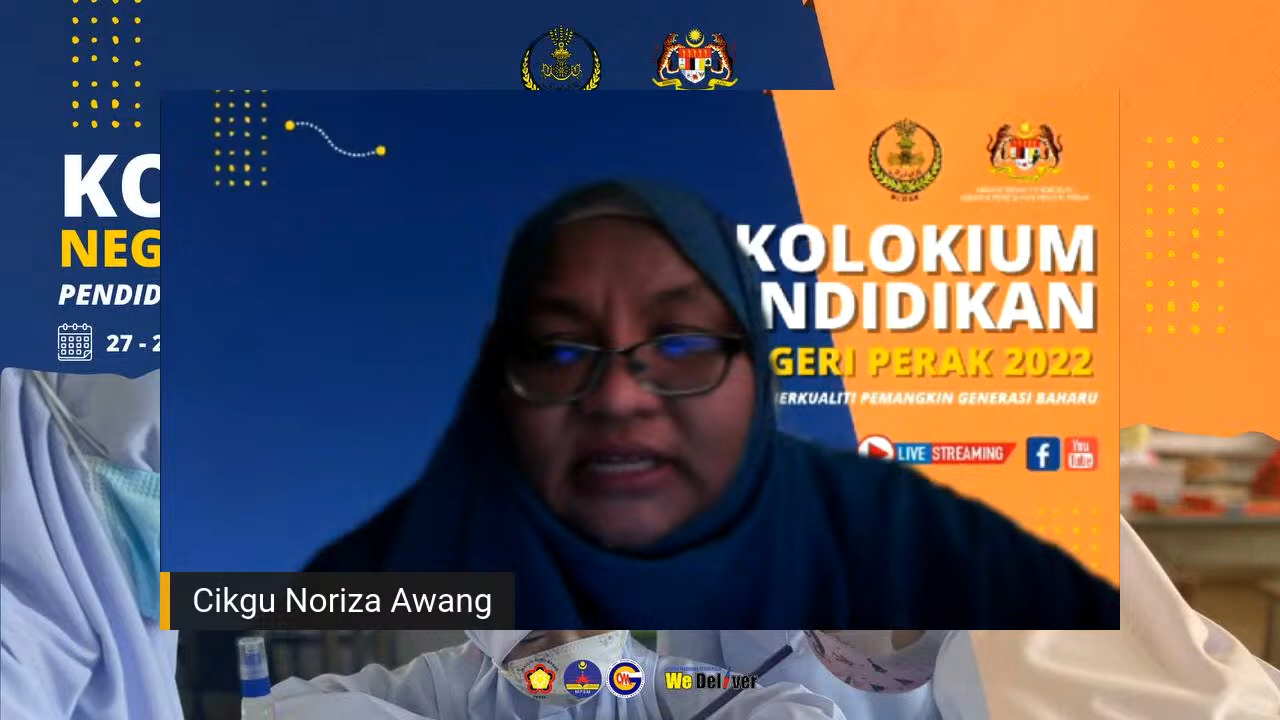 KO
NEG
PENDID
27 - 2
KOLOKIUM
NDIDIKAN
GERI PERAK 2022
ERKUALITI PEMANGKIN GENERASI BAHARU
LIVE STREAMING
You
Tube
Cikgu Noriza Awang
We Deliver